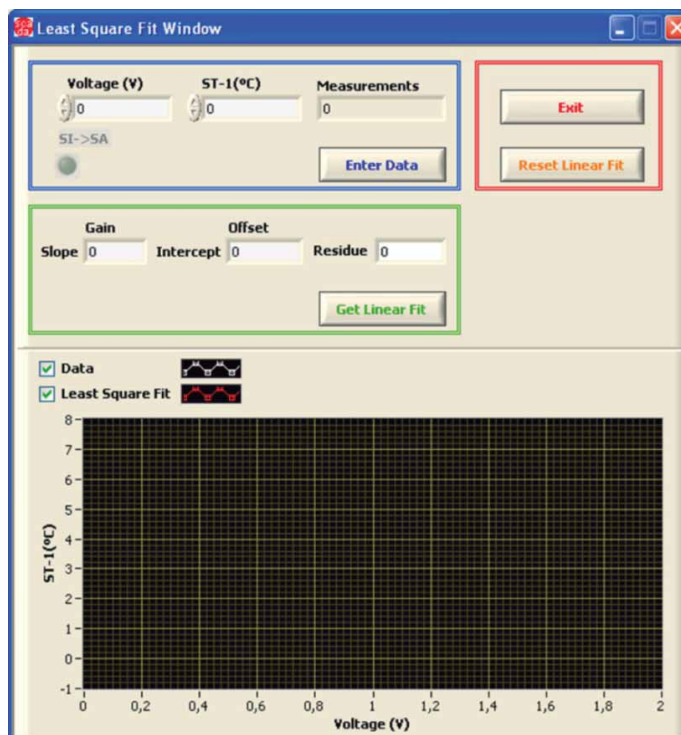 Least Square Fit Window
Voltage (V) ST-1(ºC) Measurements
0 0 0
Exit
SI->SA
Enter Data
Reset Linear Fit
Gain Offset
Slope 0 Intercept 0 Residue 0
Get Linear Fit
Data
Least Square Fit
8
7
6
5
4
3
2
1
0
-1
ST-1(ºC)
0 0,2 0,4 0,6 0,8 1 1,2 1,4 1,6 1,8 2
Voltage (V)